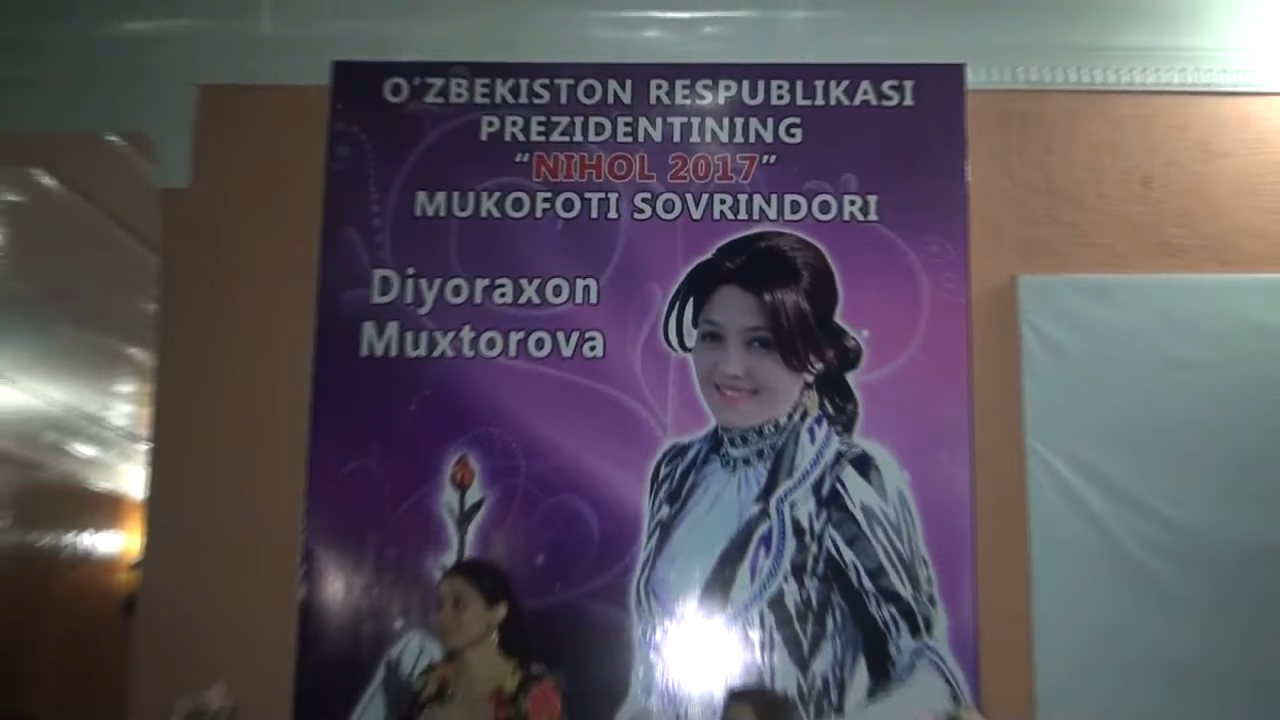 O'ZBEKISTON RESPUBLIKASI
PREZIDENTINING
“NIHOL 2017”
MUKOFOTI SOVRINDORI
Diyoraxon
Muxtorova